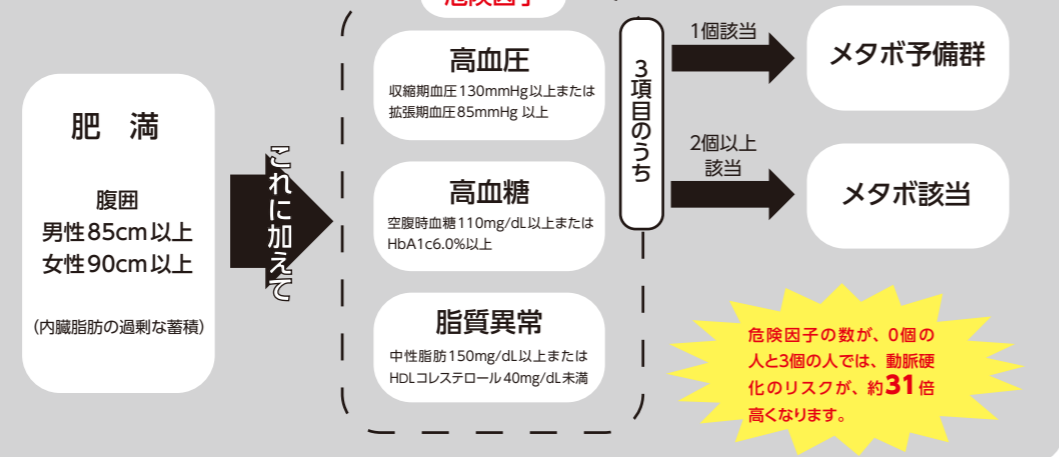 危険因子
肥　満
腹囲
男性85cm以上
女性90cm以上
（内臓脂肪の過剰な蓄積）
これに加えて
高血圧
収縮期血圧130mmHg以上または
拡張期血圧85mmHg 以上
高血糖
空腹時血糖110mg/dL以上または
HbA1c6.0%以上
脂質異常
中性脂肪150mg/dL以上または
HDLコレステロール40mg/dL未満
3項目のうち
1個該当
メタボ予備群
2個以上
該当
メタボ該当
危険因子の数が、0個の
人と3個の人では、動脈硬
化のリスクが、約31倍
高くなります。